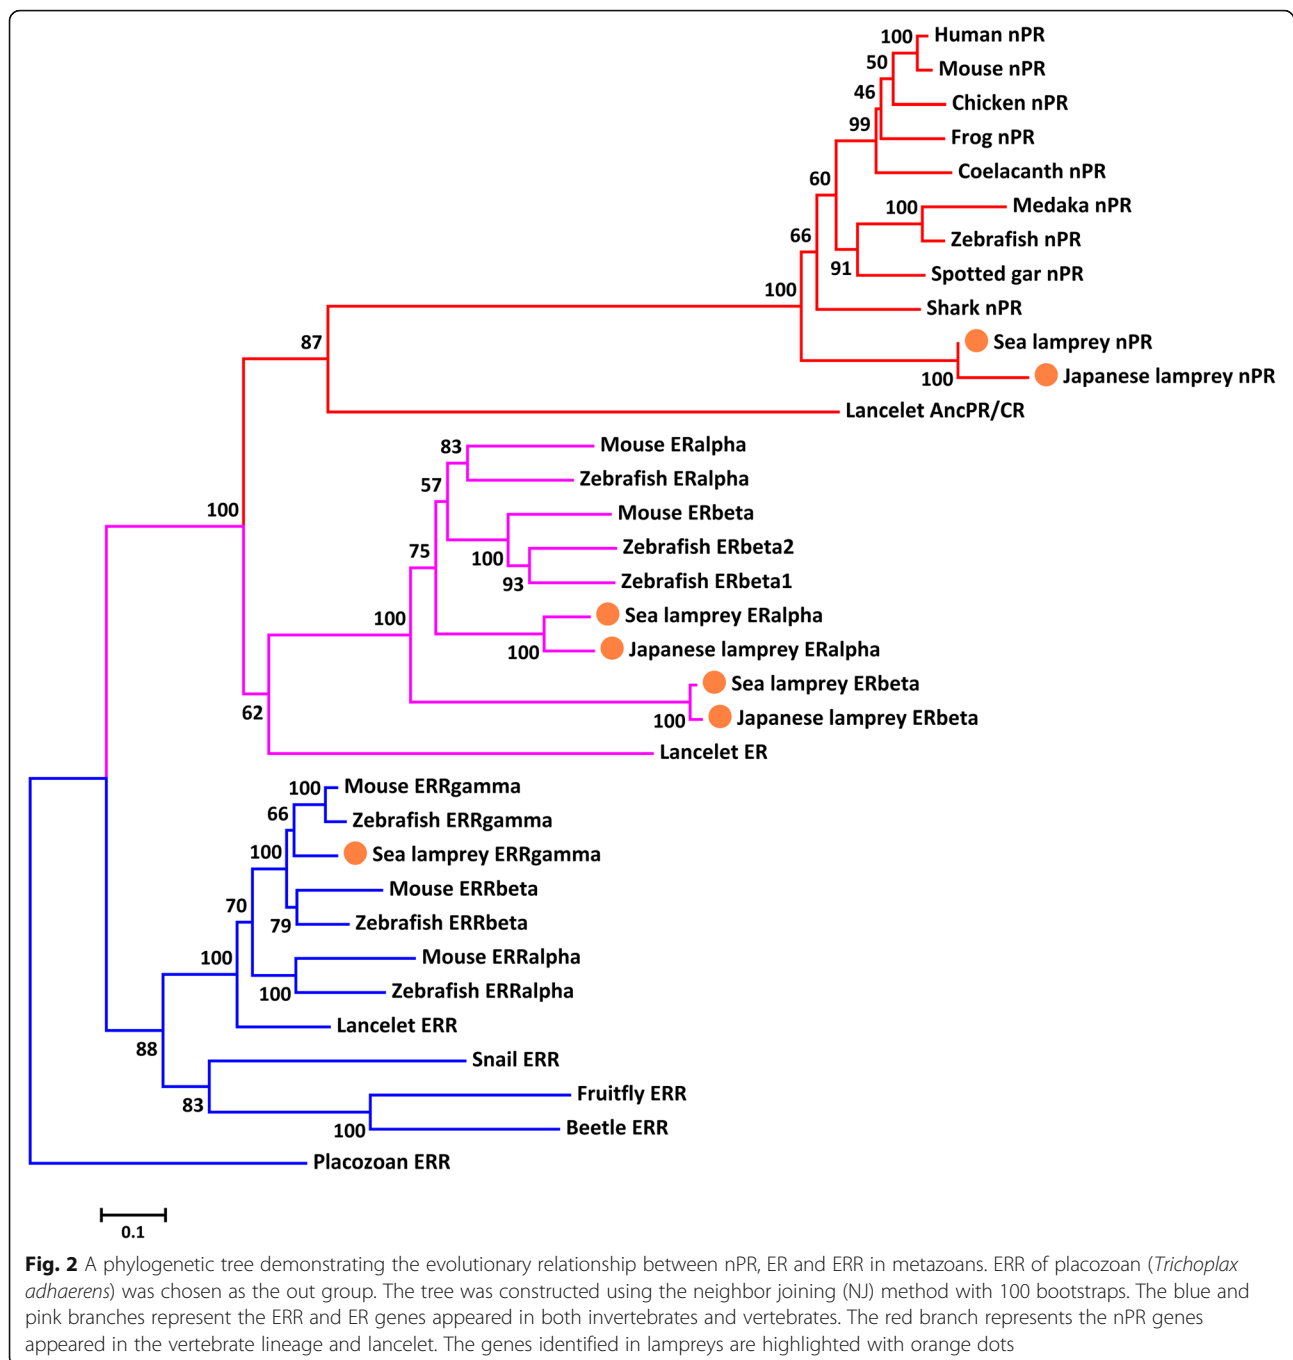 100
Human nPR
50
Mouse nPR
46
Chicken nPR
99
Frog nPR
Coelacanth nPR
60
100
Medaka nPR
66
Zebrafish nPR
91
Spotted gar nPR
100
Shark nPR
87
Sea lamprey nPR
100
Japanese lamprey nPR
Lancelet AncPR/CR
83
Mouse ERalpha
57
Zebrafish ERalpha
100
Mouse ERbeta
75
100
Zebrafish ERbeta2
93
Zebrafish ERbeta1
100
Sea lamprey ERalpha
100
Japanese lamprey ERalpha
Sea lamprey ERbeta
62
100
Japanese lamprey ERbeta
Lancelet ER
100
Mouse ERRgamma
66
Zebrafish ERRgamma
100
Sea lamprey ERRgamma
Mouse ERRbeta
70
79
Zebrafish ERRbeta
100
Mouse ERRalpha
100
Zebrafish ERRalpha
Lancelet ERR
88
Snail ERR
83
Fruitfly ERR
100
Beetle ERR
Placozoan ERR
0.1
Fig. 2 A phylogenetic tree demonstrating the evolutionary relationship between nPR, ER and ERR in metazoans. ERR of placozoan (Trichoplax
adhaerens) was chosen as the out group. The tree was constructed using the neighbor joining (NJ) method with 100 bootstraps. The blue and
pink branches represent the ERR and ER genes appeared in both invertebrates and vertebrates. The red branch represents the nPR genes
appeared in the vertebrate lineage and lancelet. The genes identified in lampreys are highlighted with orange dots